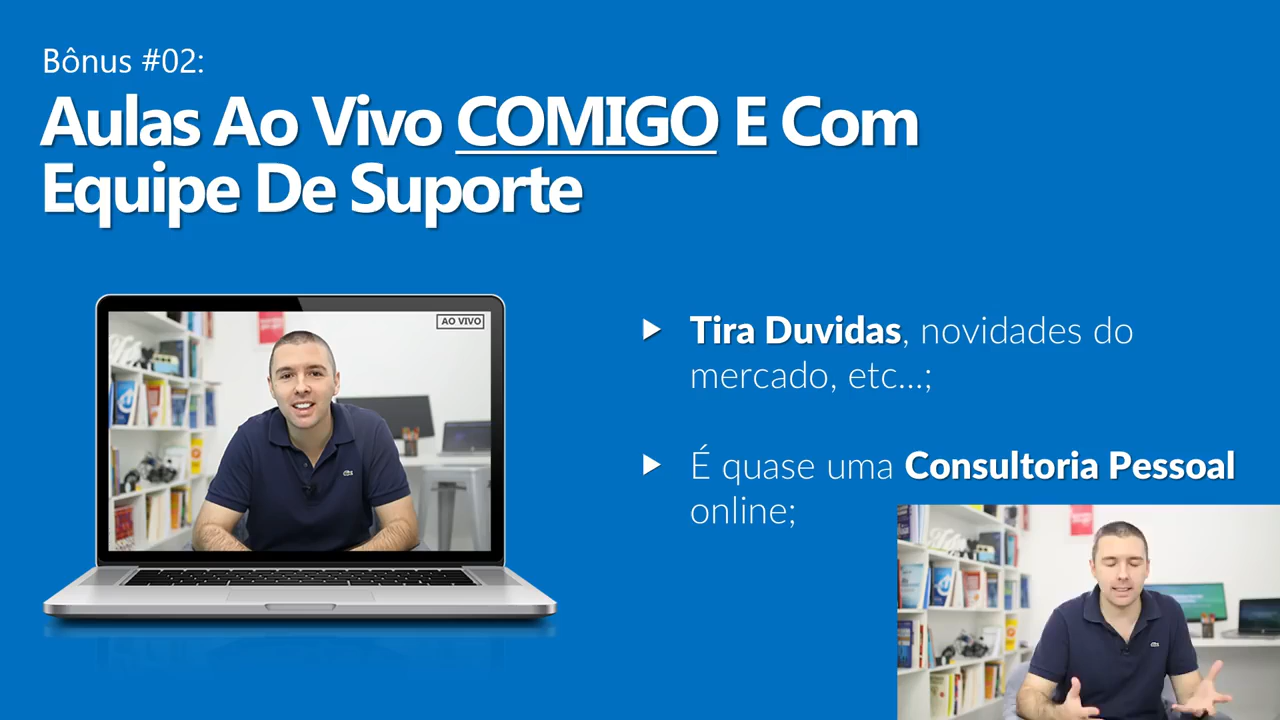 Bônus #02:
Aulas Ao Vivo COMIGO E Com
Equipe De Suporte
AO VIVO
Tira Duvidas, novidades do
mercado, etc...;
É quase uma Consultoria Pessoal
online;